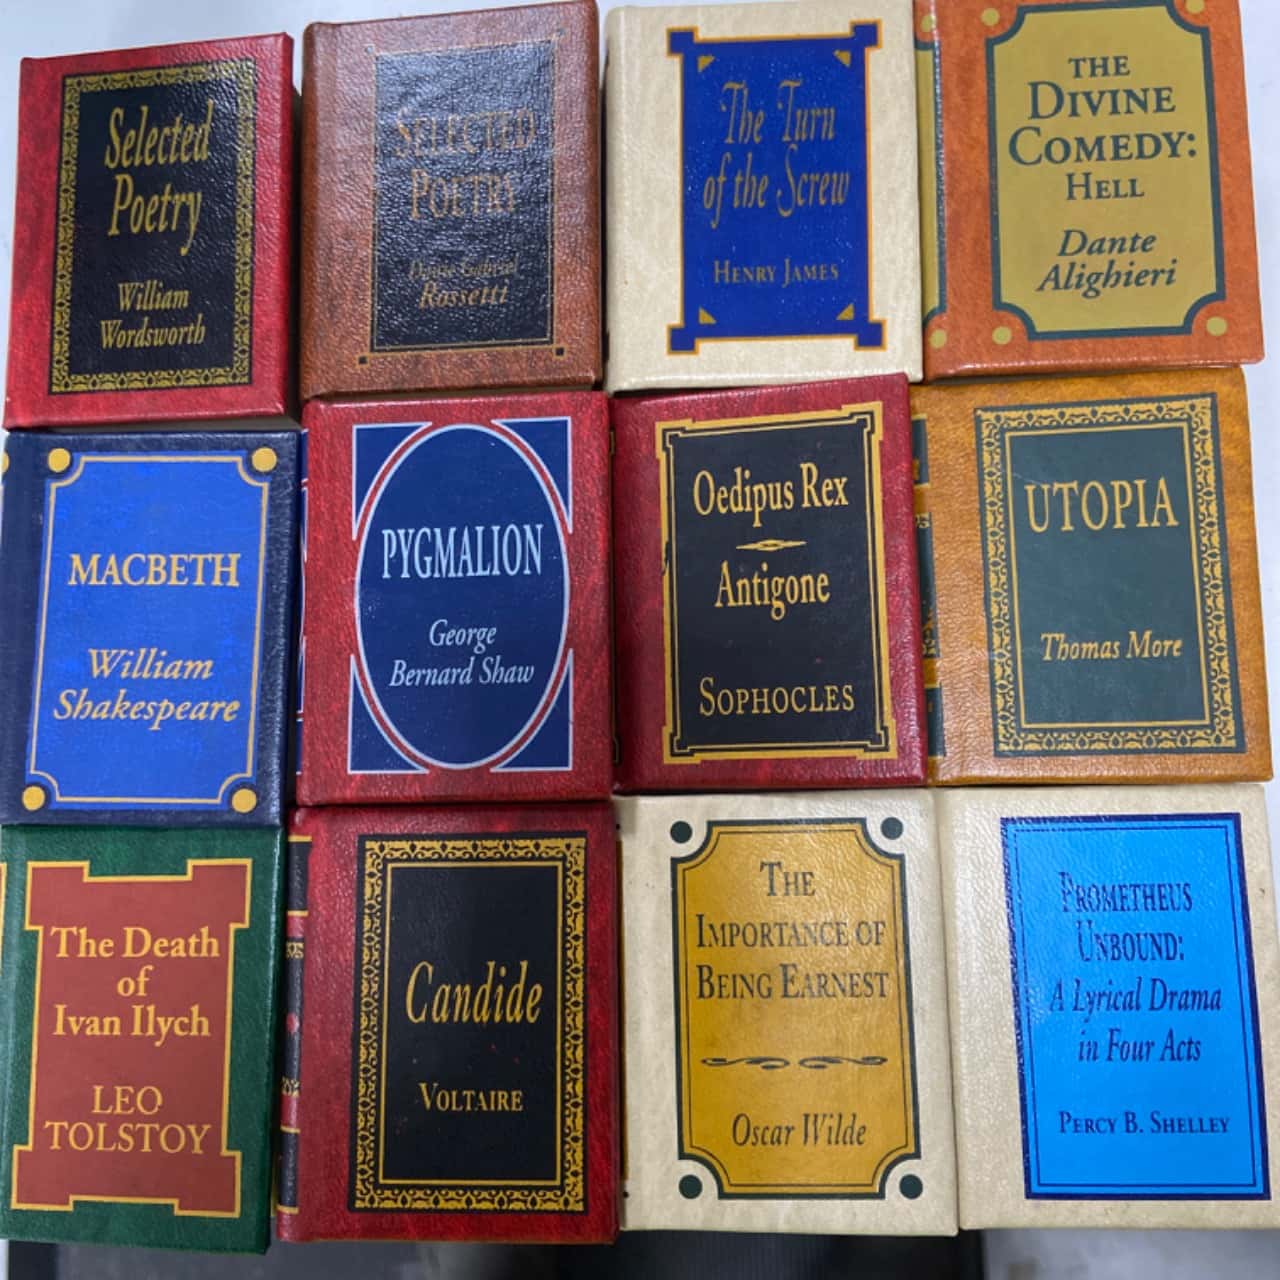 Selected
Poetry
William
Wordsworth
SELECTED
POETRY
Dante Gabriel
Rossetti
The Turn
of the Screw
HENRY JAMES
THE
DIVINE
COMEDY:
HELL
Dante
Alighieri
MACBETH
William
Shakespeare
PYGMALION
George
Bernard Shaw
Oedipus Rex
Antigone
SOPHOCLES
UTOPIA
Thomas More
The Death
of
Ivan Ilych
LEO
TOLSTOY
Candide
VOLTAIRE
THE
IMPORTANCE OF
BEING EARNEST
Oscar Wilde
PROMETHEUS
UNBOUND:
A Lyrical Drama
in Four Acts
PERCY B. SHELLEY